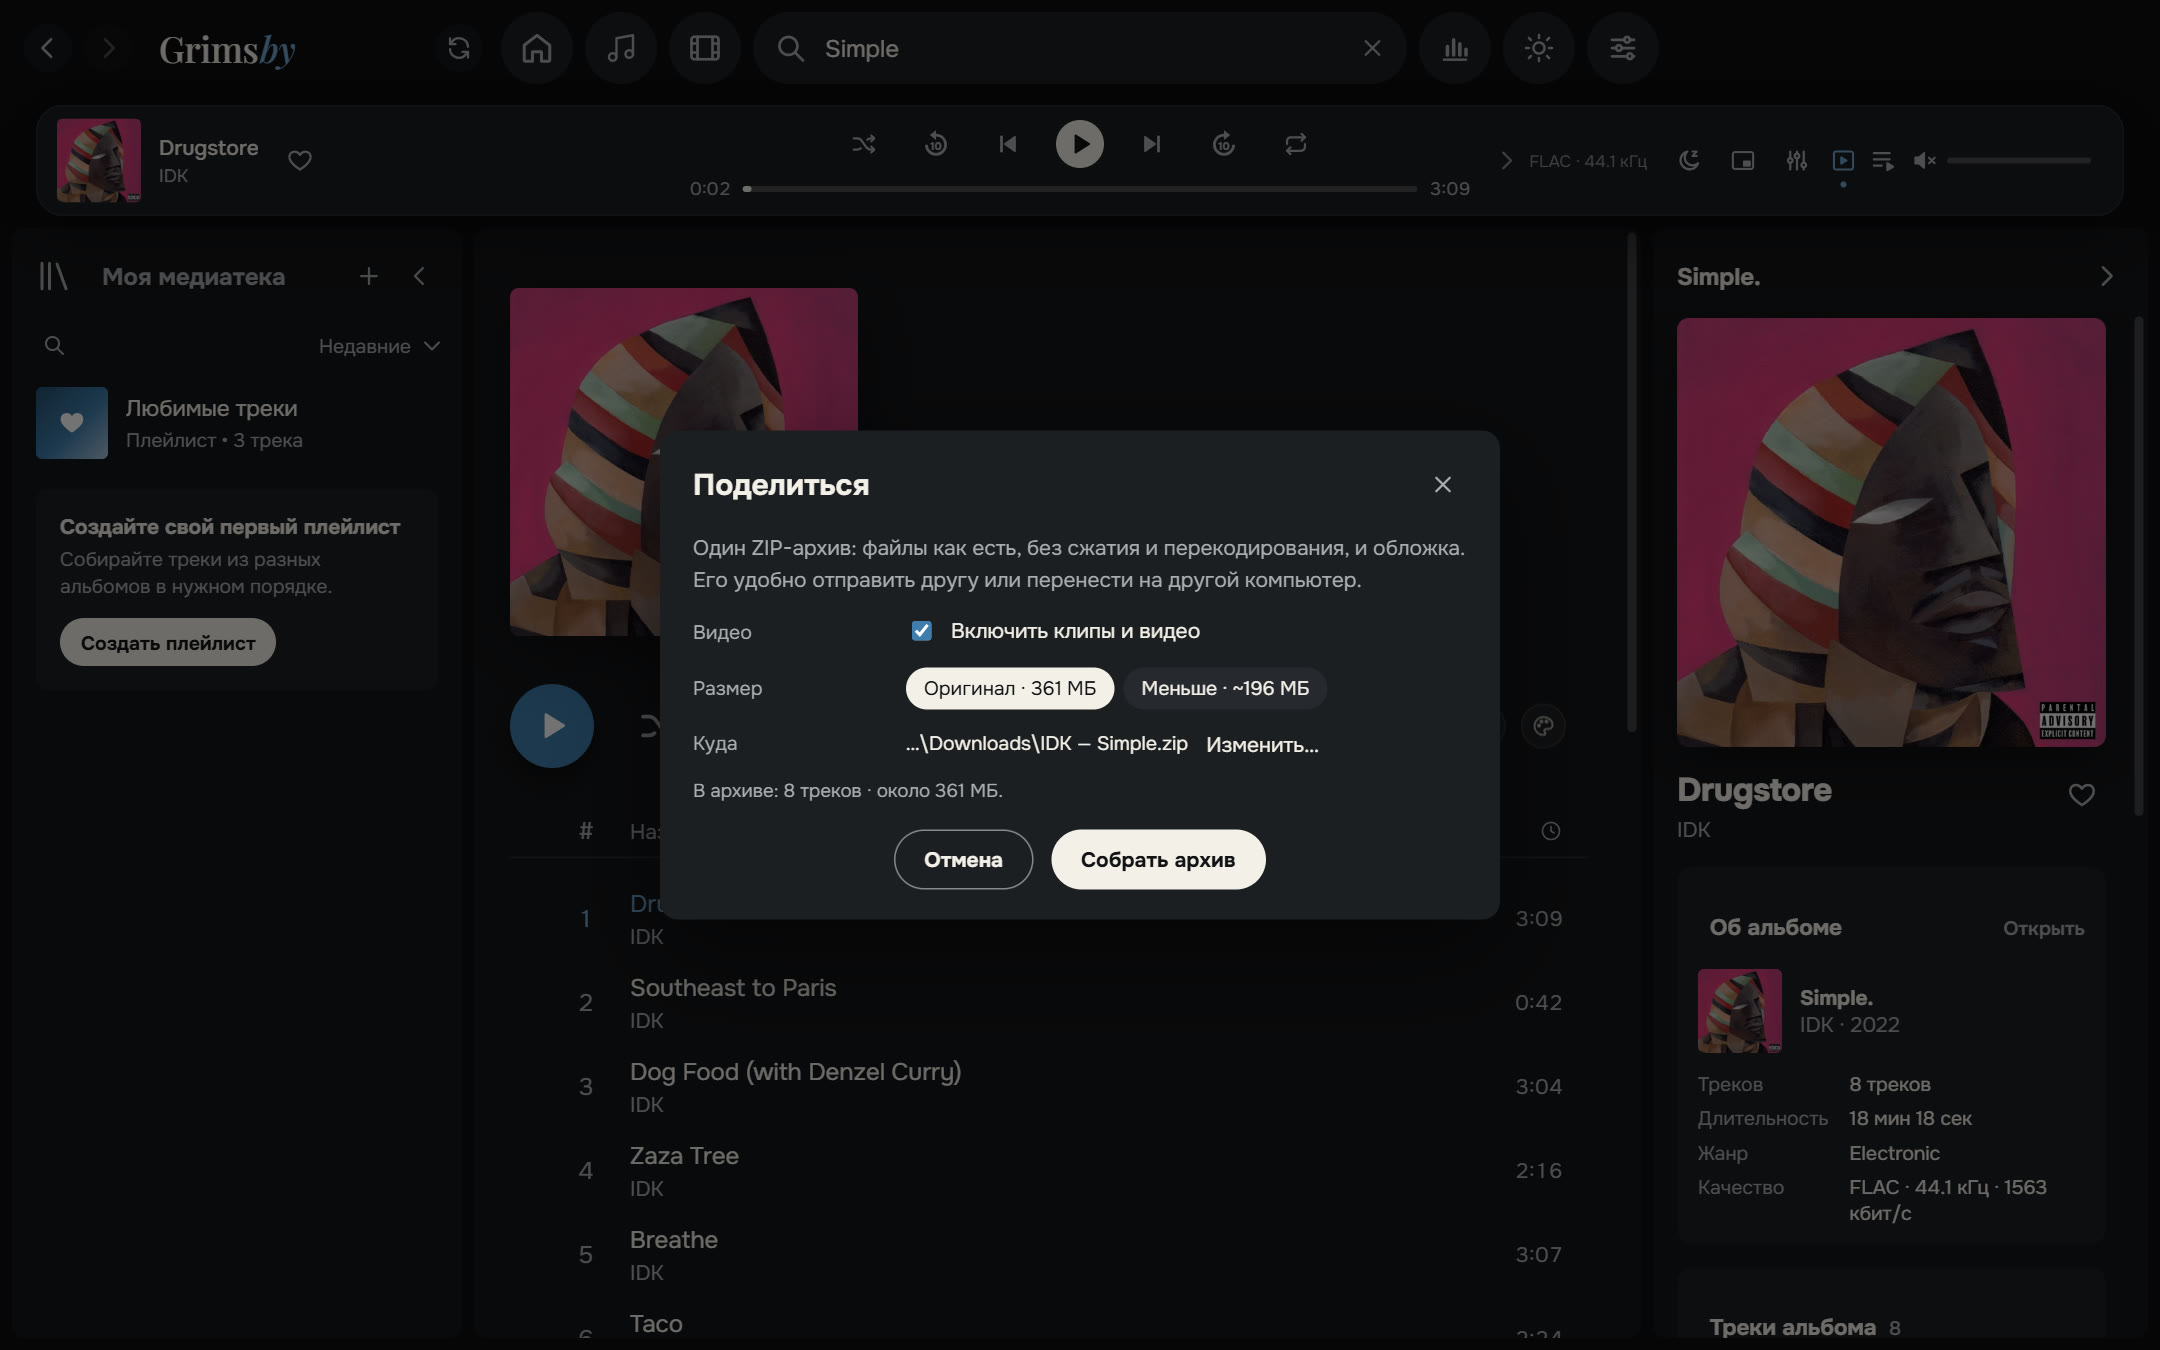 Grimsby
Simple
Drugstore
IDK
10
10
0:02
3:09
FLAC · 44.1 кГц
Моя медиатека
Недавние
Любимые треки
Плейлист • 3 трека
Создайте свой первый плейлист
Собирайте треки из разных
альбомов в нужном порядке.
Создать плейлист
Поделиться
Один ZIP-архив: файлы как есть, без сжатия и перекодирования, и обложка.
Его удобно отправить другу или перенести на другой компьютер.
Видео
Включить клипы и видео
Размер
Оригинал · 361 МБ
Меньше · ~196 МБ
Куда
...\Downloads\IDK — Simple.zip
Изменить...
В архиве: 8 треков · около 361 МБ.
Отмена
Собрать архив
#
1
IDK
3:09
2
Southeast to Paris
IDK
0:42
3
Dog Food (with Denzel Curry)
IDK
3:04
4
Zaza Tree
IDK
2:16
5
Breathe
IDK
3:07
Taco
Simple.
PARENTAL
ADVISORY
EXPLICIT CONTENT
Drugstore
IDK
Об альбоме
Открыть
Simple.
IDK · 2022
Треков
8 треков
Длительность
18 мин 18 сек
Жанр
Electronic
Качество
FLAC · 44.1 кГц · 1563
кбит/с
Треки альбома 8